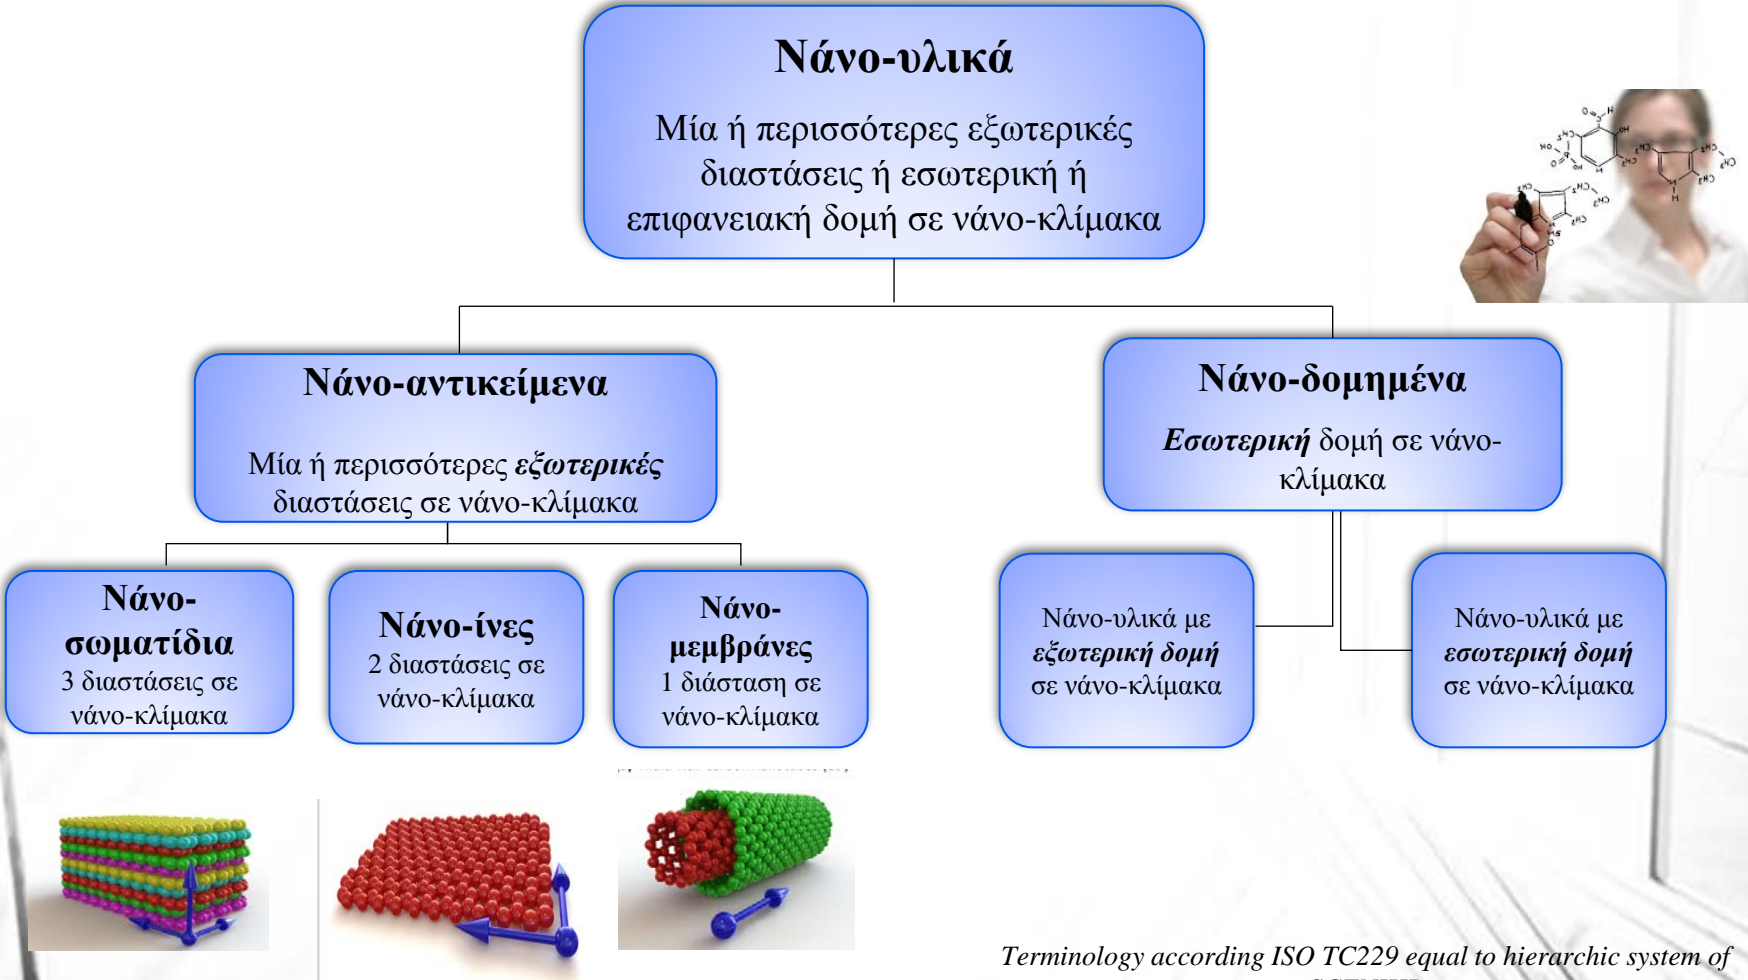 Νάνο-υλικά
Μία ή περισσότερες εξωτερικές
διαστάσεις ή εσωτερική ή
επιφανειακή δομή σε νάνο-κλίμακα
Νάνο-αντικείμενα
Μία ή περισσότερες εξωτερικές
διαστάσεις σε νάνο-κλίμακα
Νάνο-δομημένα
Εσωτερική δομή σε νάνο-
κλίμακα
Νάνο-
σωματίδια
3 διαστάσεις σε
νάνο-κλίμακα
Νάνο-ίνες
2 διαστάσεις σε
νάνο-κλίμακα
Νάνο-
μεμβράνες
1 διάσταση σε
νάνο-κλίμακα
Νάνο-υλικά με
εξωτερική δομή
σε νάνο-κλίμακα
Νάνο-υλικά με
εσωτερική δομή
σε νάνο-κλίμακα
Terminology according ISO TC229 equal to hierarchic system of